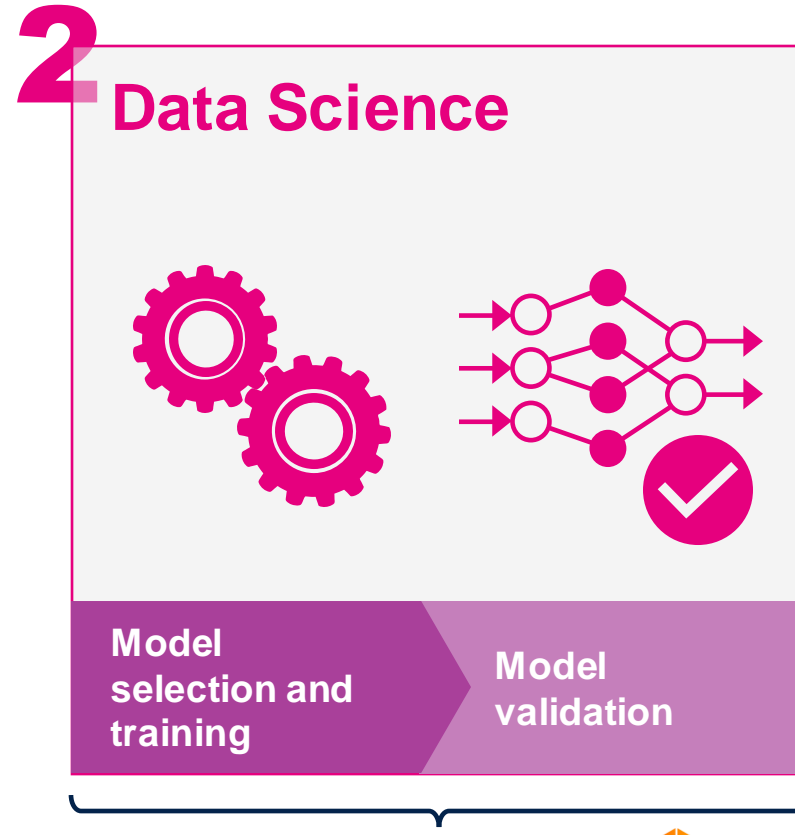 2
Data Science
Model
selection and
training
Model
validation